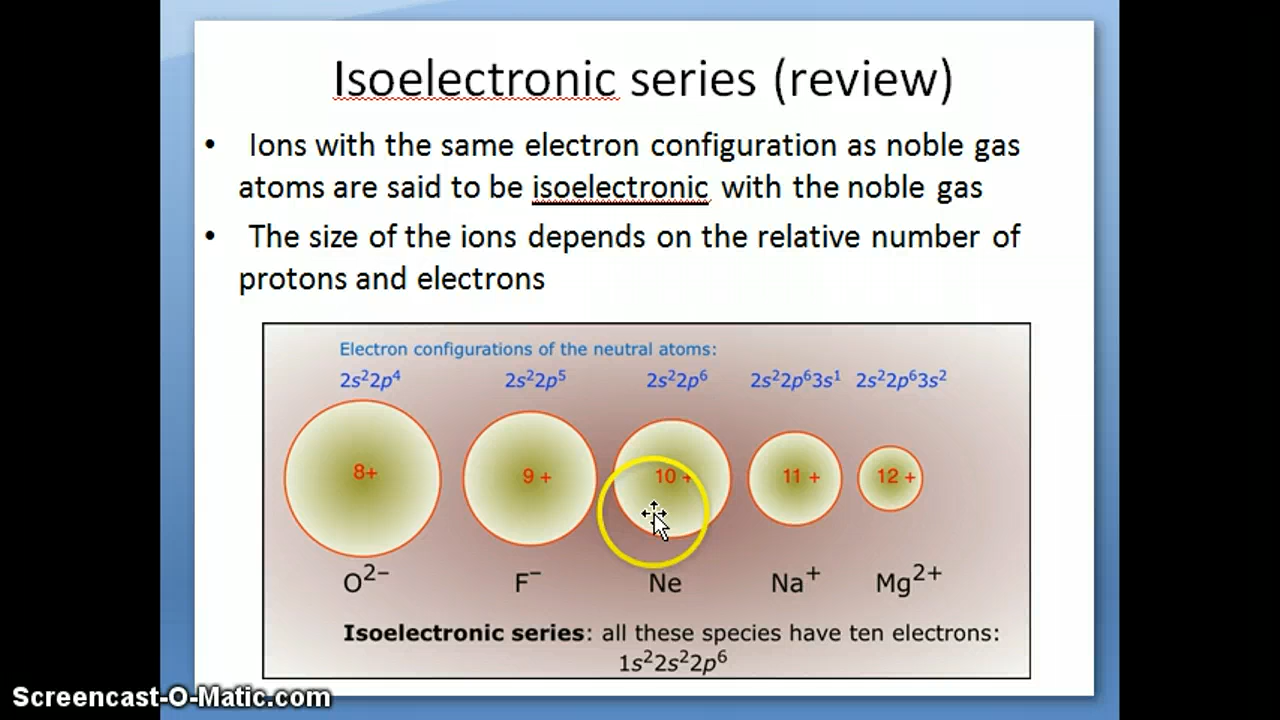 Isoelectronic series (review)
• Ions with the same electron configuration as noble gas
atoms are said to be isoelectronic with the noble gas
• The size of the ions depends on the relative number of
protons and electrons
Electron configurations of the neutral atoms:
2s²2p⁴ 2s²2p⁵ 2s²2p⁶ 2s²2p⁶3s¹ 2s²2p⁶3s²
8+ 9 + 10 + 11 + 12 +
O²⁻ F⁻ Ne Na⁺ Mg²⁺
Isoelectronic series: all these species have ten electrons:
1s²2s²2p⁶
Screencast-O-Matic.com